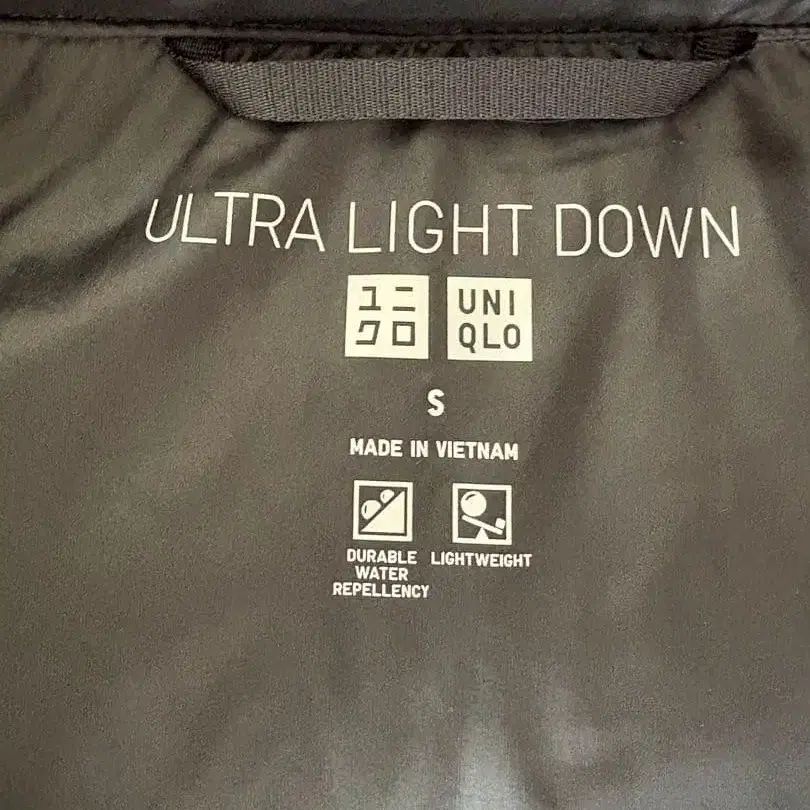 ULTRA LIGHT DOWN
ユニ UNI
クロ QLO
S
MADE IN VIETNAM
DURABLE LIGHTWEIGHT
WATER
REPELLENCY